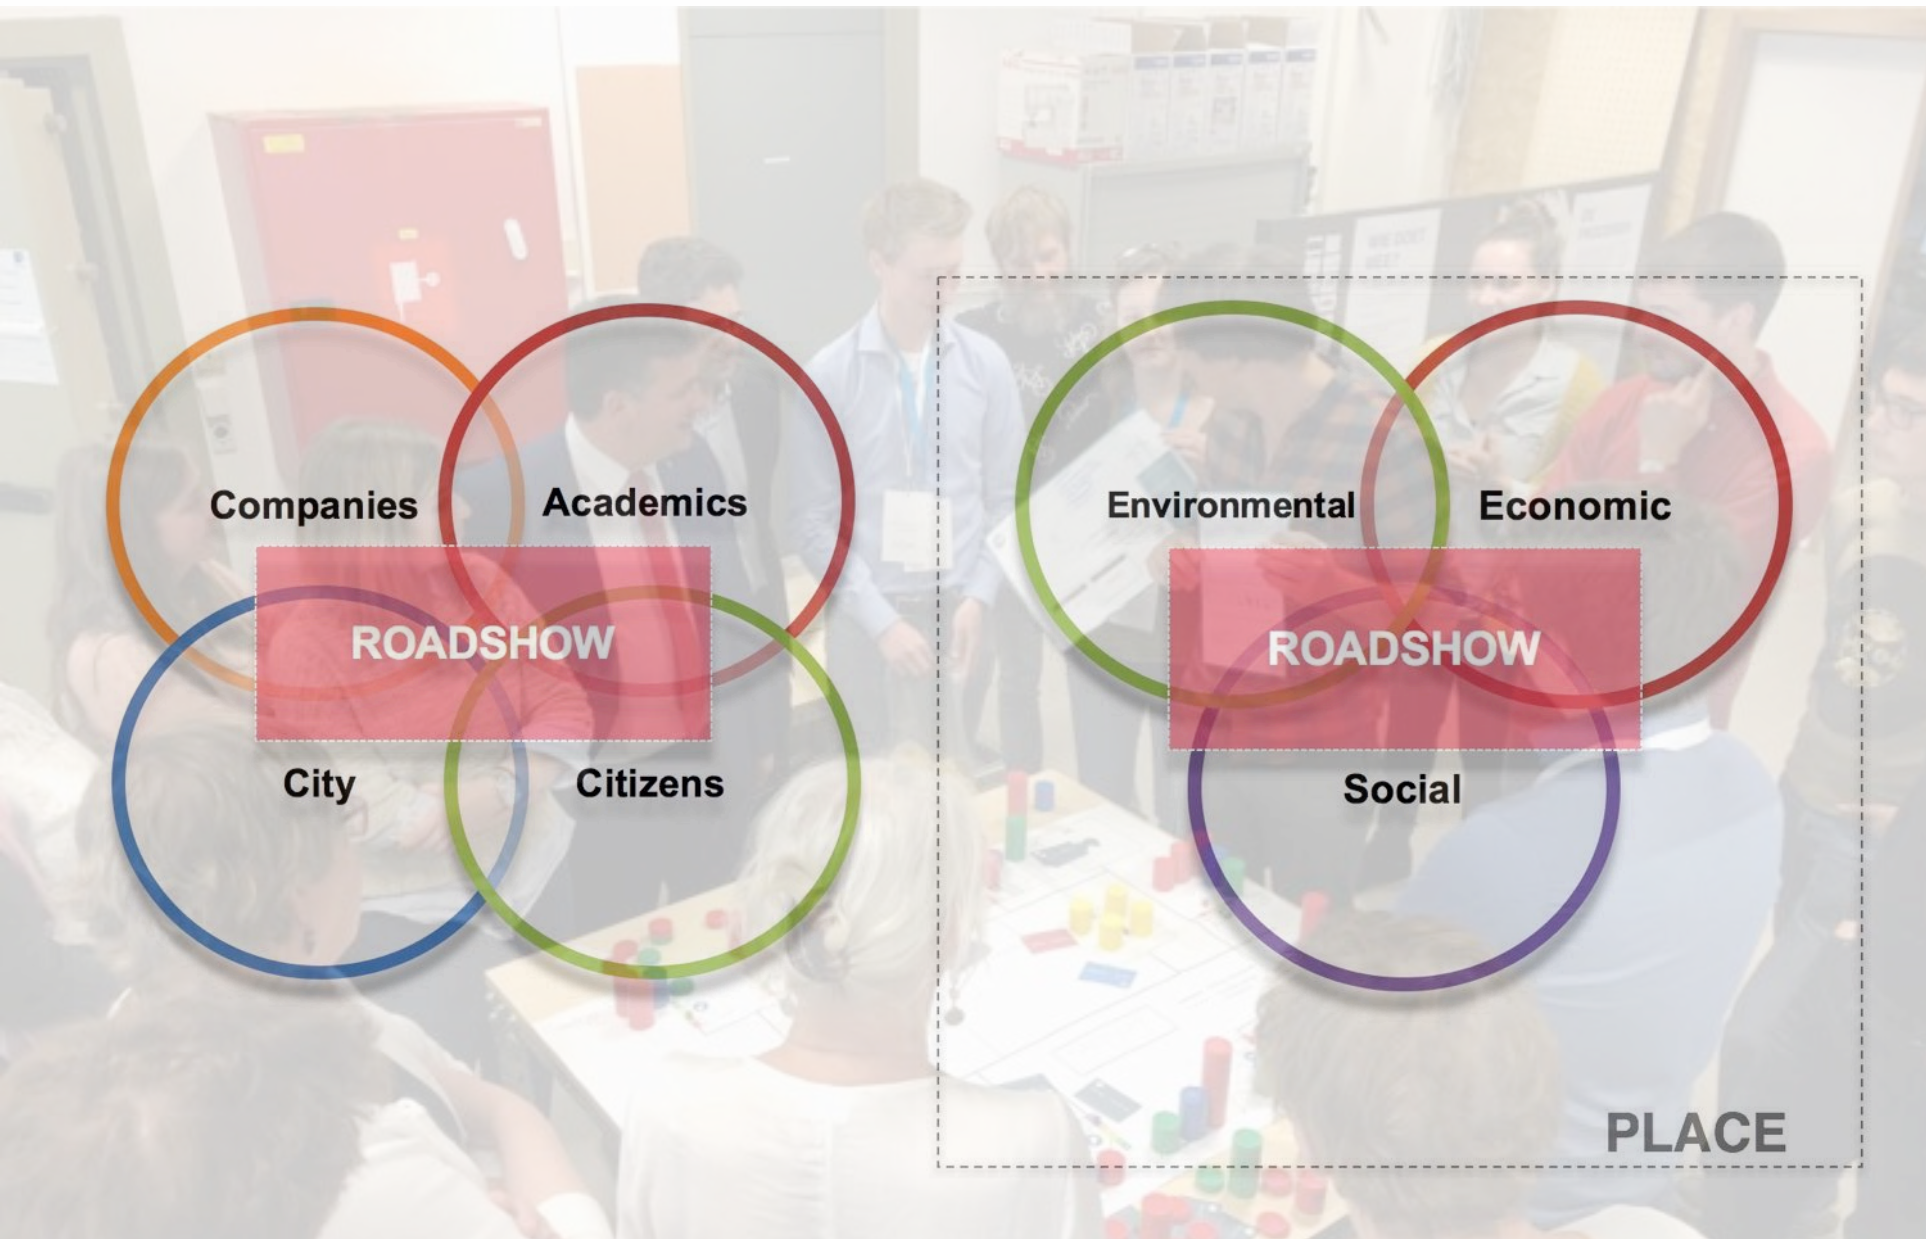 Companies
Academics
ROADSHOW
City
Citizens
Environmental
Economic
ROADSHOW
Social
PLACE